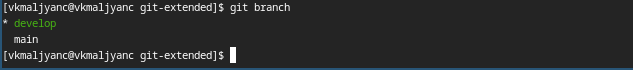 [vkmaljyanc@vkmaljyanc git-extended]$ git branch
* develop
  main
[vkmaljyanc@vkmaljyanc git-extended]$